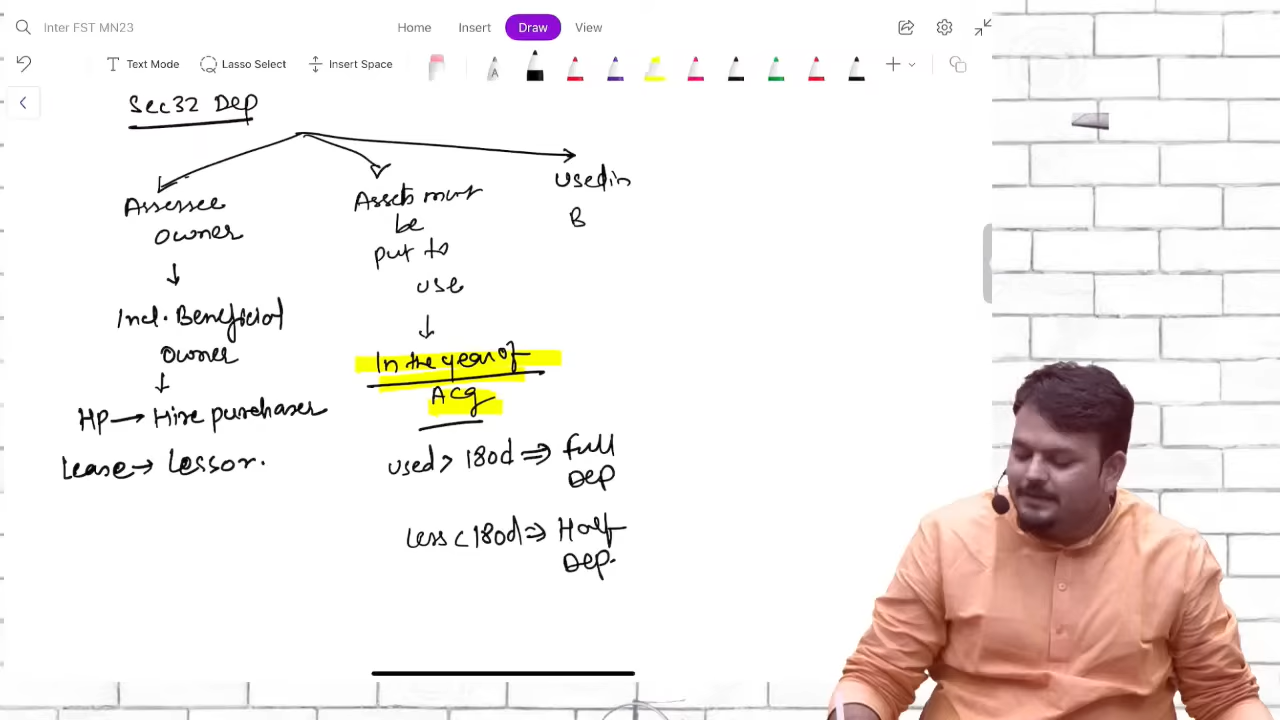 Inter FST MN23
Home
Insert
Draw
View
Text Mode
Lasso Select
Insert Space
Sec32 Dep
Assessee
owner
Incl. Beneficial
owner
HP → Hire purchaser
Lease → Lessor.
Assets must
be
put to
use
In the year of
Acq
used > 180d ⇒ Full
Dep
Less < 180d ⇒ Half
Dep.
Used in
B